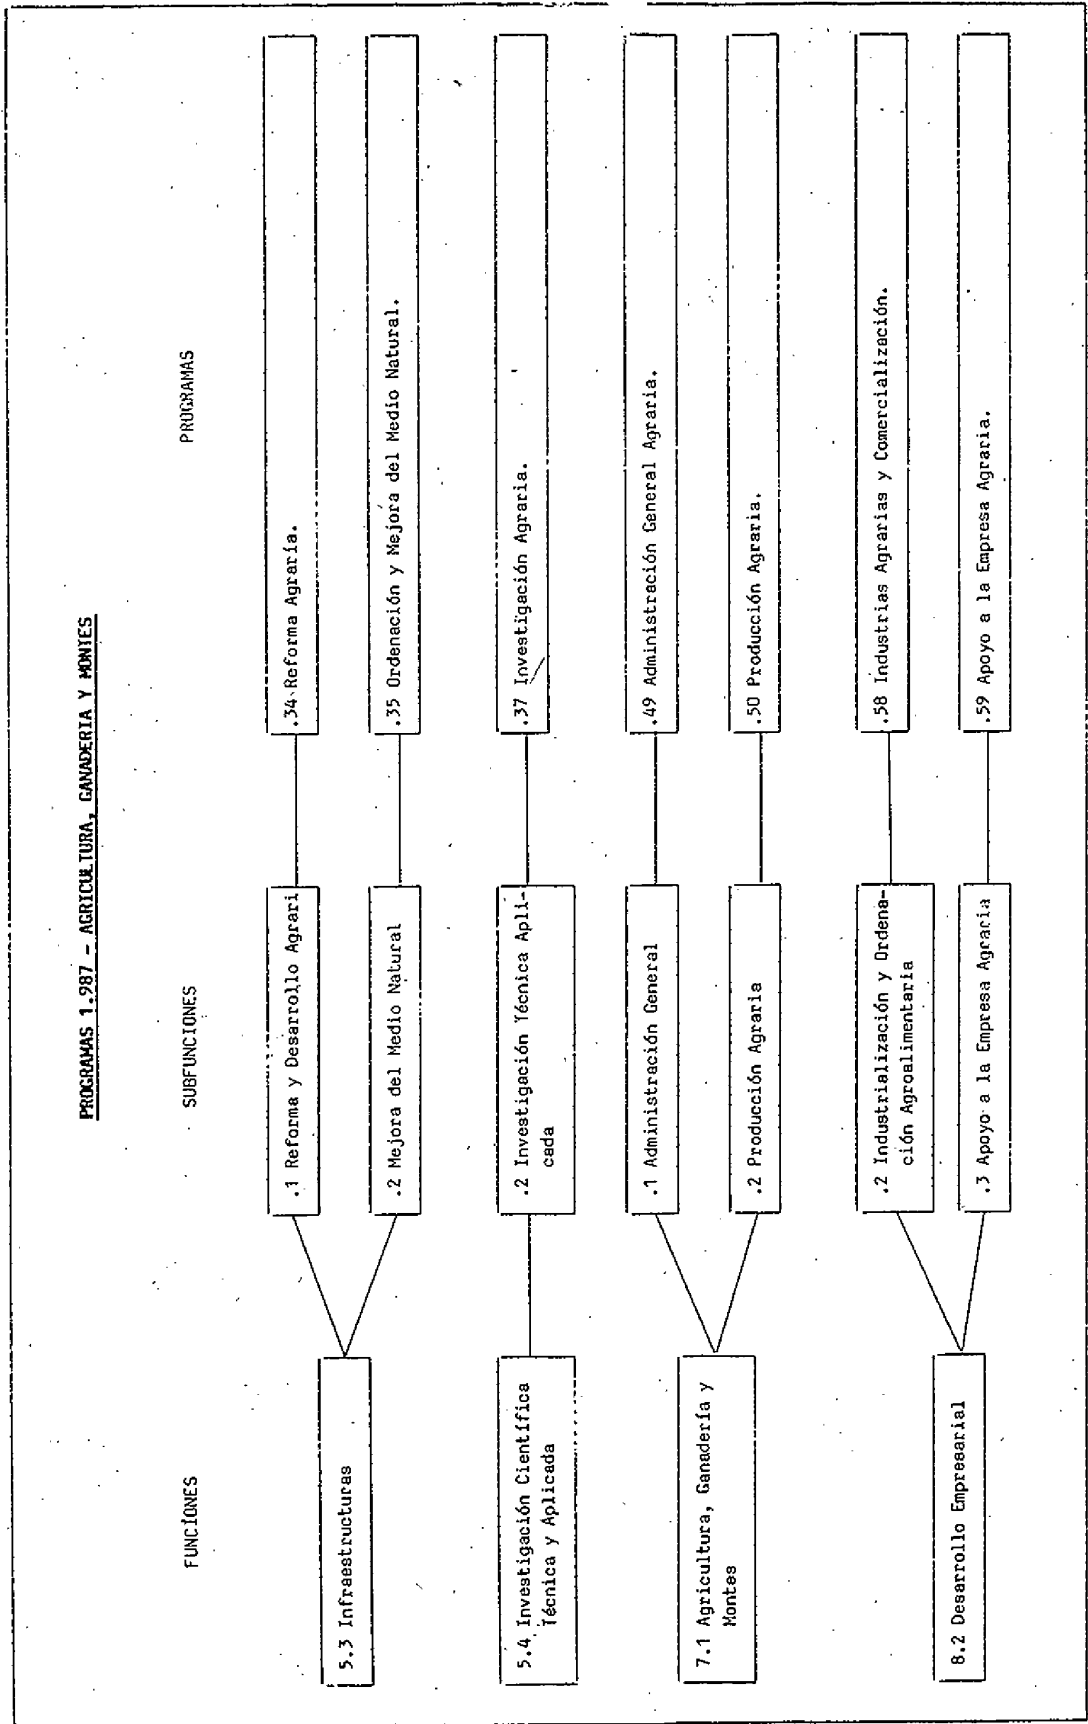 PROGRAMAS 1.987 - AGRICULTURA, GANADERIA Y MONTES
FUNCIONES
SUBFUNCIONES
PROGRAMAS
5.3 Infraestructuras
.1 Reforma y Desarrollo Agrari
.34 Reforma Agraria.
.2 Mejora del Medio Natural
.35 Ordenación y Mejora del Medio Natural.
5.4 Investigación Científica
Técnica y Aplicada
.2 Investigación Técnica Apli-
cada
.37 Investigación Agraria.
7.1 Agricultura, Ganadería y
Montes
.1 Administración General
.49 Administración General Agraria.
.2 Producción Agraria
.50 Producción Agraria.
8.2 Desarrollo Empresarial
.2 Industrialización y Ordena-
ción Agroalimentaria
.58 Industrias Agrarias y Comercialización.
.3 Apoyo a la Empresa Agraria
.59 Apoyo a la Empresa Agraria.